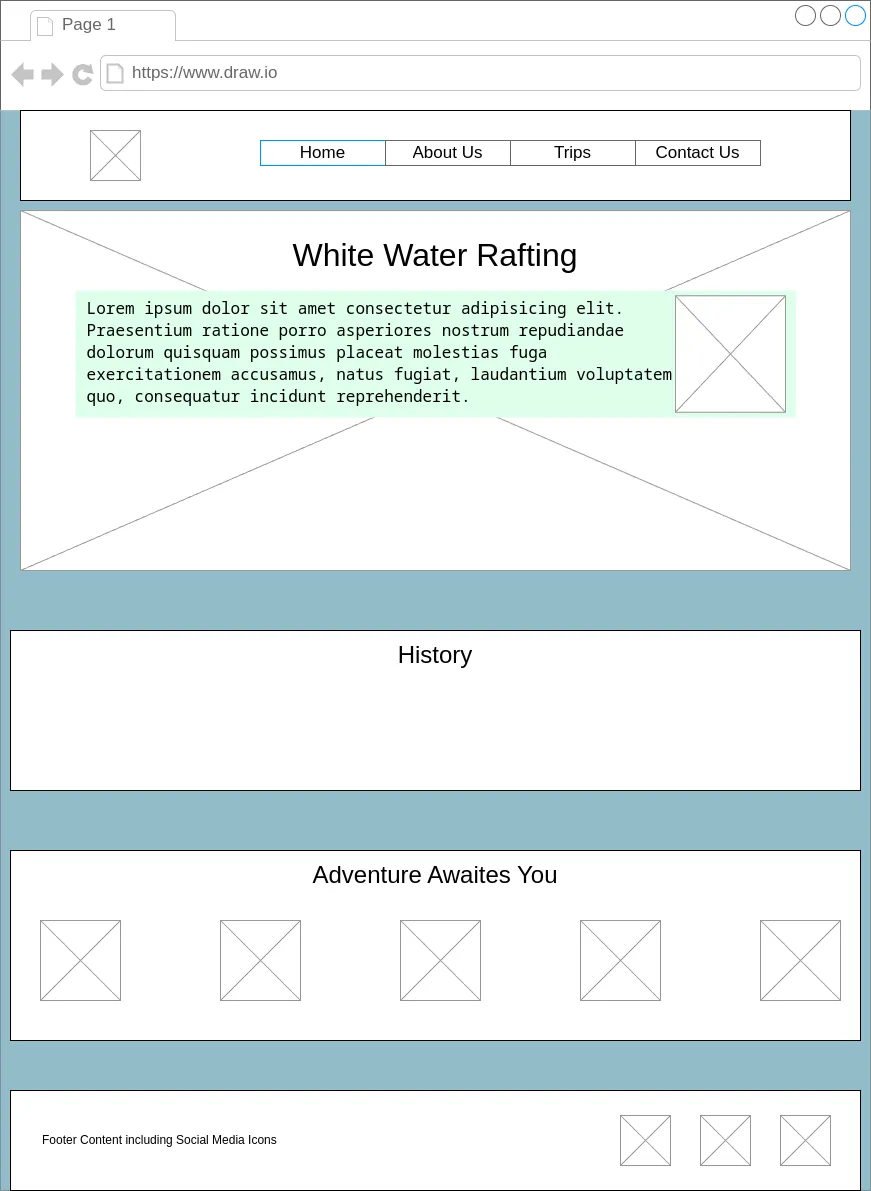 Page 1
https://www.draw.io
Home About Us Trips Contact Us
White Water Rafting
Lorem ipsum dolor sit amet consectetur adipisicing elit.
Praesentium ratione porro asperiores nostrum repudiandae
dolorum quisquam possimus placeat molestias fuga
exercitationem accusamus, natus fugiat, laudantium voluptatem
quo, consequatur incidunt reprehenderit.
History
Adventure Awaites You
Footer Content including Social Media Icons